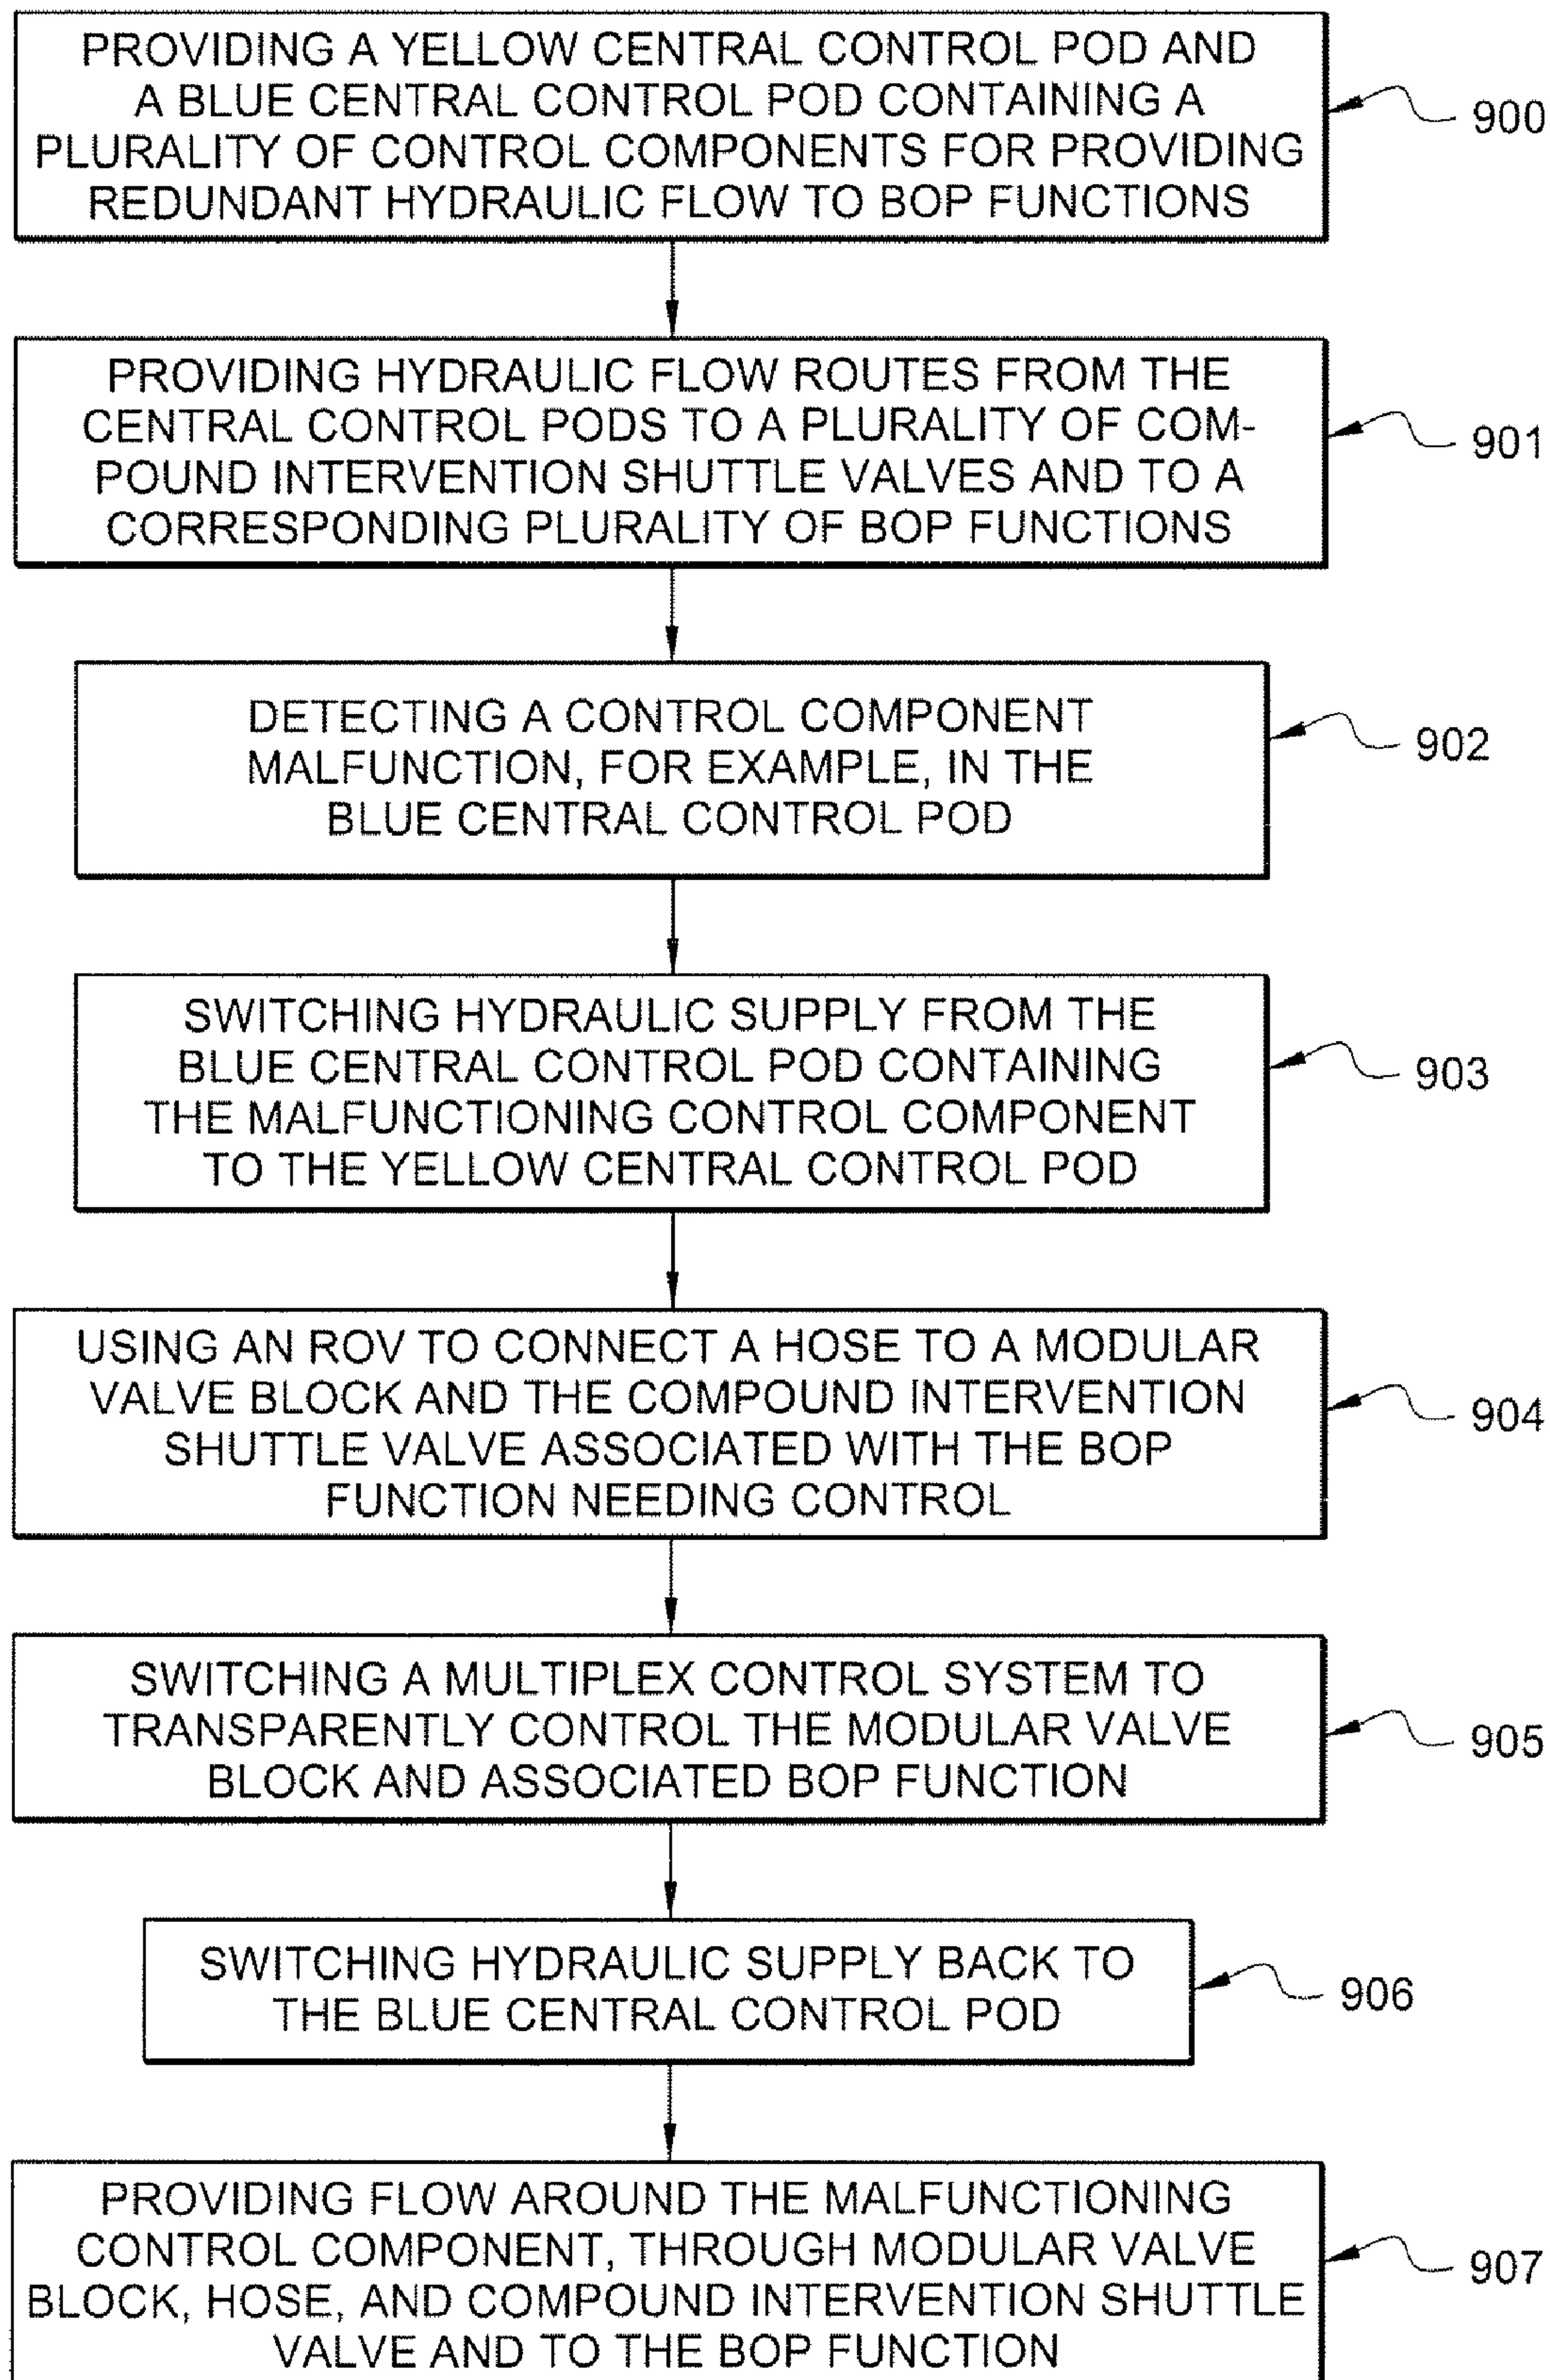 PROVIDING A YELLOW CENTRAL CONTROL POD AND
A BLUE CENTRAL CONTROL POD CONTAINING A
PLURALITY OF CONTROL COMPONENTS FOR PROVIDING
REDUNDANT HYDRAULIC FLOW TO BOP FUNCTIONS
900
PROVIDING HYDRAULIC FLOW ROUTES FROM THE
CENTRAL CONTROL PODS TO A PLURALITY OF COM-
POUND INTERVENTION SHUTTLE VALVES AND TO A
CORRESPONDING PLURALITY OF BOP FUNCTIONS
901
DETECTING A CONTROL COMPONENT
MALFUNCTION, FOR EXAMPLE, IN THE
BLUE CENTRAL CONTROL POD
902
SWITCHING HYDRAULIC SUPPLY FROM THE
BLUE CENTRAL CONTROL POD CONTAINING
THE MALFUNCTIONING CONTROL COMPONENT
TO THE YELLOW CENTRAL CONTROL POD
903
USING AN ROV TO CONNECT A HOSE TO A MODULAR
VALVE BLOCK AND THE COMPOUND INTERVENTION
SHUTTLE VALVE ASSOCIATED WITH THE BOP
FUNCTION NEEDING CONTROL
904
SWITCHING A MULTIPLEX CONTROL SYSTEM TO
TRANSPARENTLY CONTROL THE MODULAR VALVE
BLOCK AND ASSOCIATED BOP FUNCTION
905
SWITCHING HYDRAULIC SUPPLY BACK TO
THE BLUE CENTRAL CONTROL POD
906
PROVIDING FLOW AROUND THE MALFUNCTIONING
CONTROL COMPONENT, THROUGH MODULAR VALVE
BLOCK, HOSE, AND COMPOUND INTERVENTION SHUTTLE
VALVE AND TO THE BOP FUNCTION
907